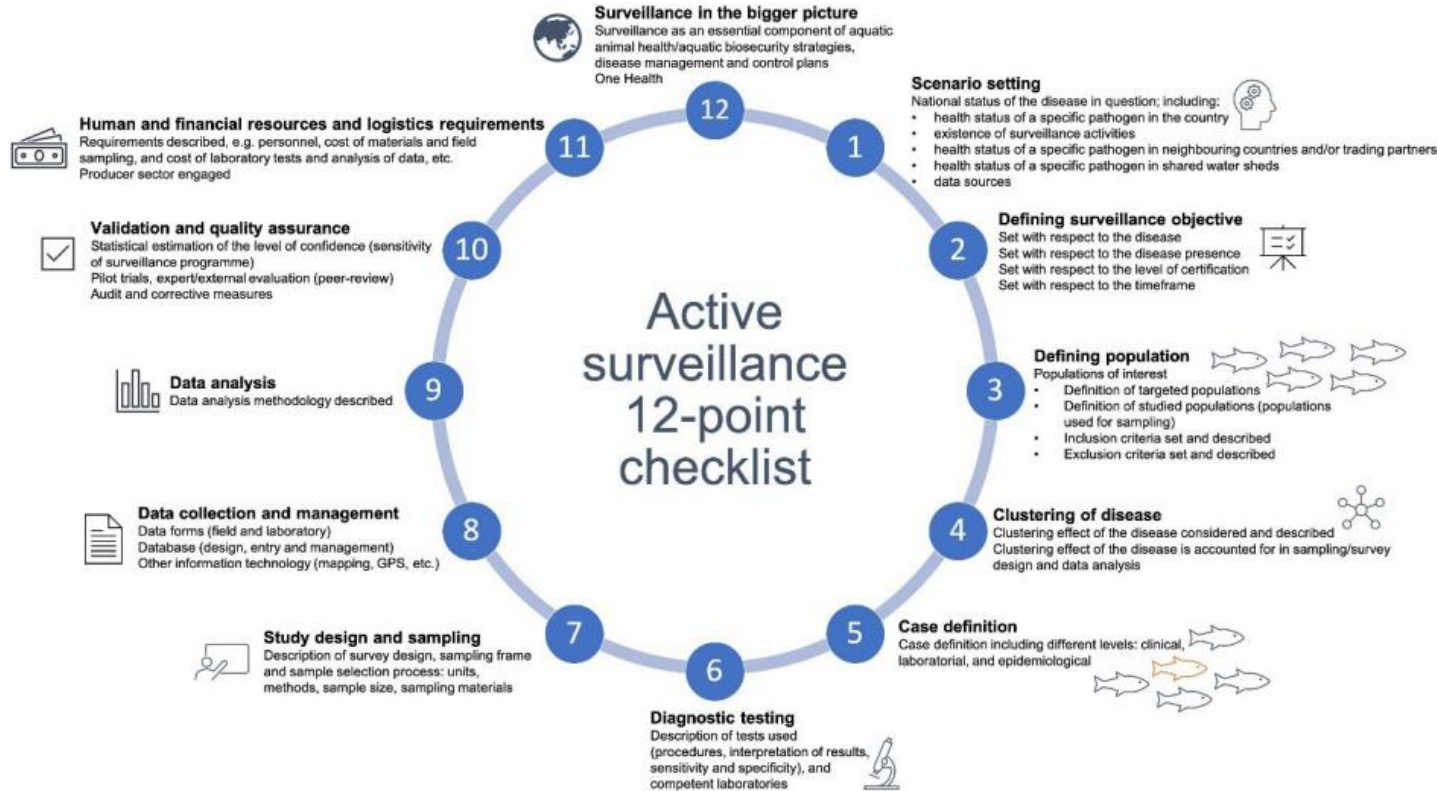 Active
surveillance
12-point
checklist
1
Scenario setting
National status of the disease in question; including:
• health status of a specific pathogen in the country
• existence of surveillance activities
• health status of a specific pathogen in neighbouring countries and/or trading partners
• health status of a specific pathogen in shared water sheds
• data sources
2
Defining surveillance objective
Set with respect to the disease
Set with respect to the disease presence
Set with respect to the level of certification
Set with respect to the timeframe
3
Defining population
Populations of interest
• Definition of targeted populations
• Definition of studied populations (populations
used for sampling)
• Inclusion criteria set and described
• Exclusion criteria set and described
4
Clustering of disease
Clustering effect of the disease considered and described
Clustering effect of the disease is accounted for in sampling/survey
design and data analysis
5
Case definition
Case definition including different levels: clinical,
laboratorial, and epidemiological
6
Diagnostic testing
Description of tests used
(procedures, interpretation of results,
sensitivity and specificity), and
competent laboratories
7
Study design and sampling
Description of survey design, sampling frame
and sample selection process: units,
methods, sample size, sampling materials
8
Data collection and management
Data forms (field and laboratory)
Database (design, entry and management)
Other information technology (mapping, GPS, etc.)
9
Data analysis
Data analysis methodology described
10
Validation and quality assurance
Statistical estimation of the level of confidence (sensitivity
of surveillance programme)
Pilot trials, expert/external evaluation (peer-review)
Audit and corrective measures
11
Human and financial resources and logistics requirements
Requirements described, e.g. personnel, cost of materials and field
sampling, and cost of laboratory tests and analysis of data, etc.
Producer sector engaged
12
Surveillance in the bigger picture
Surveillance as an essential component of aquatic
animal health/aquatic biosecurity strategies,
disease management and control plans
One Health